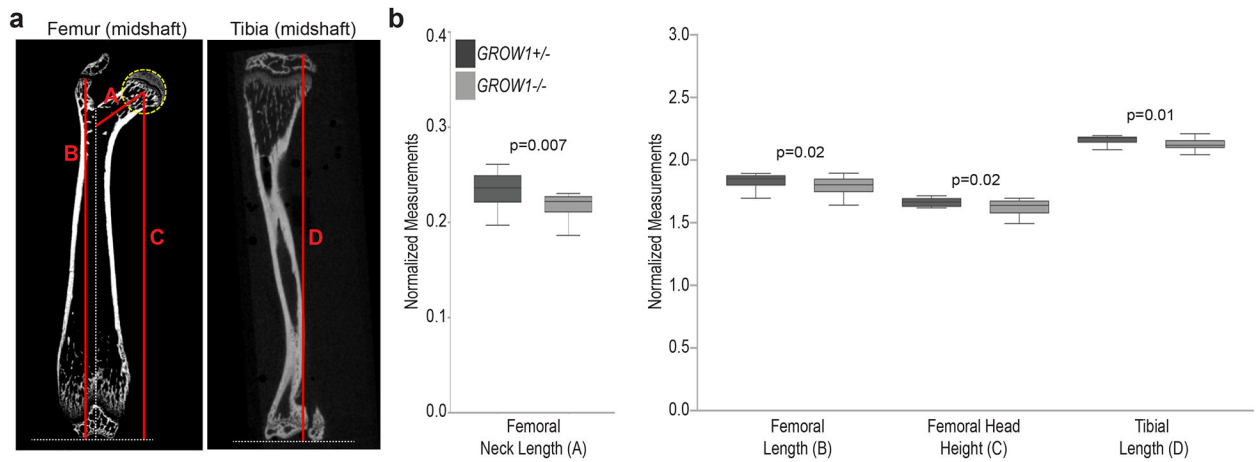 a
Femur (midshaft)
Tibia (midshaft)
A
B
C
D
b
Normalized Measurements
0.4
0.3
0.2
0.1
0.0
GROW1+/-
GROW1-/-
p=0.007
Femoral
Neck Length (A)
Normalized Measurements
3.0
2.5
2.0
1.5
1.0
0.5
0.0
p=0.02
p=0.02
p=0.01
Femoral
Length (B)
Femoral Head
Height (C)
Tibial
Length (D)